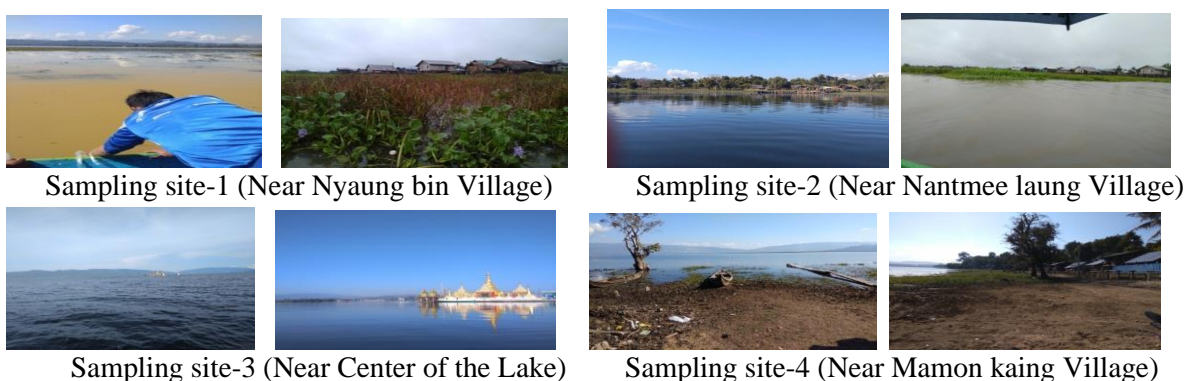 Sampling site-1 (Near Nyaung bin Village)
Sampling site-2 (Near Nantmee laung Village)
Sampling site-3 (Near Center of the Lake)
Sampling site-4 (Near Mamon kaing Village)